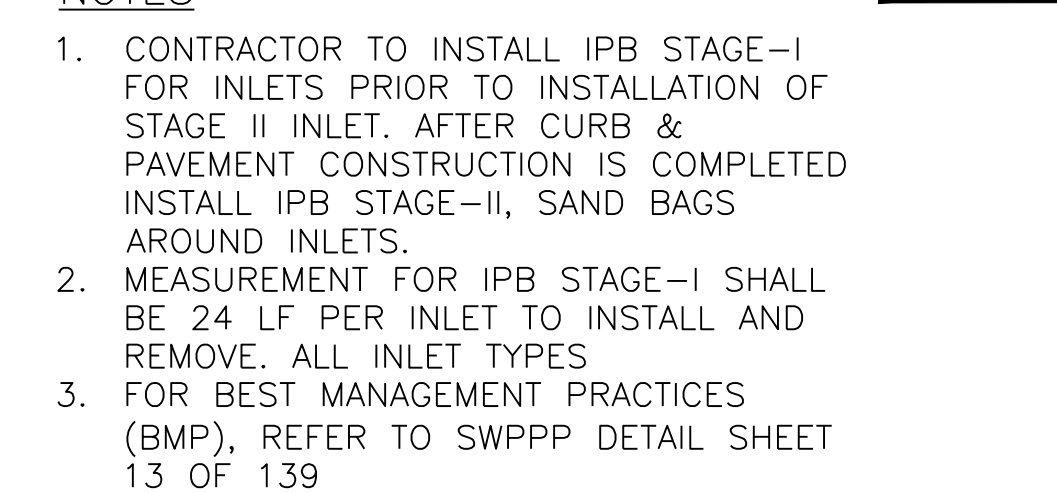 NOTES
1. CONTRACTOR TO INSTALL IPB STAGE-I
FOR INLETS PRIOR TO INSTALLATION OF
STAGE II INLET. AFTER CURB &
PAVEMENT CONSTRUCTION IS COMPLETED
INSTALL IPB STAGE-II, SAND BAGS
AROUND INLETS.
2. MEASUREMENT FOR IPB STAGE-I SHALL
BE 24 LF PER INLET TO INSTALL AND
REMOVE. ALL INLET TYPES
3. FOR BEST MANAGEMENT PRACTICES
(BMP), REFER TO SWPPP DETAIL SHEET
13 OF 139